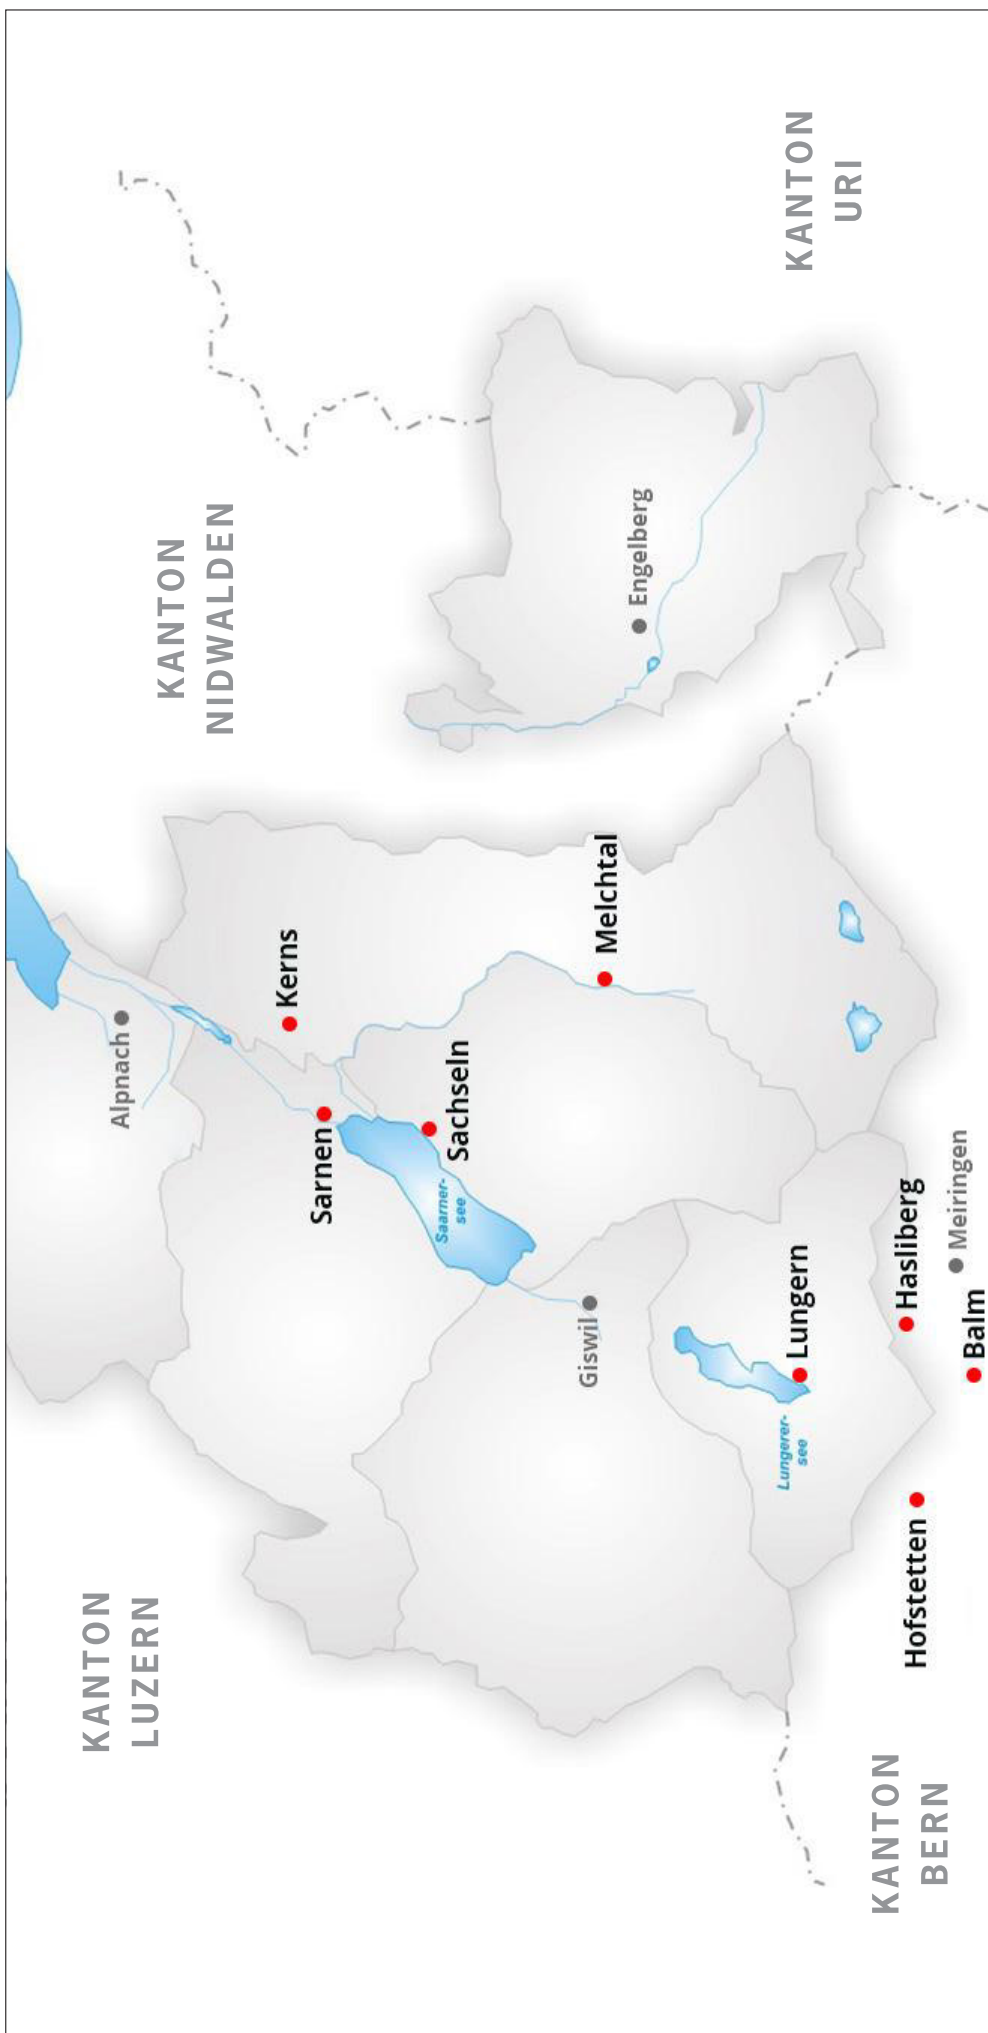 KANTON
LUZERN
KANTON
NIDWALDEN
KANTON
URI
Alpnach
Kerns
Sarnen
Sachseln
Saarner-
see
Giswil
Melchtal
Engelberg
Lungerer-
see
Lungern
KANTON
BERN
Hofstetten
Hasliberg
Meiringen
Balm